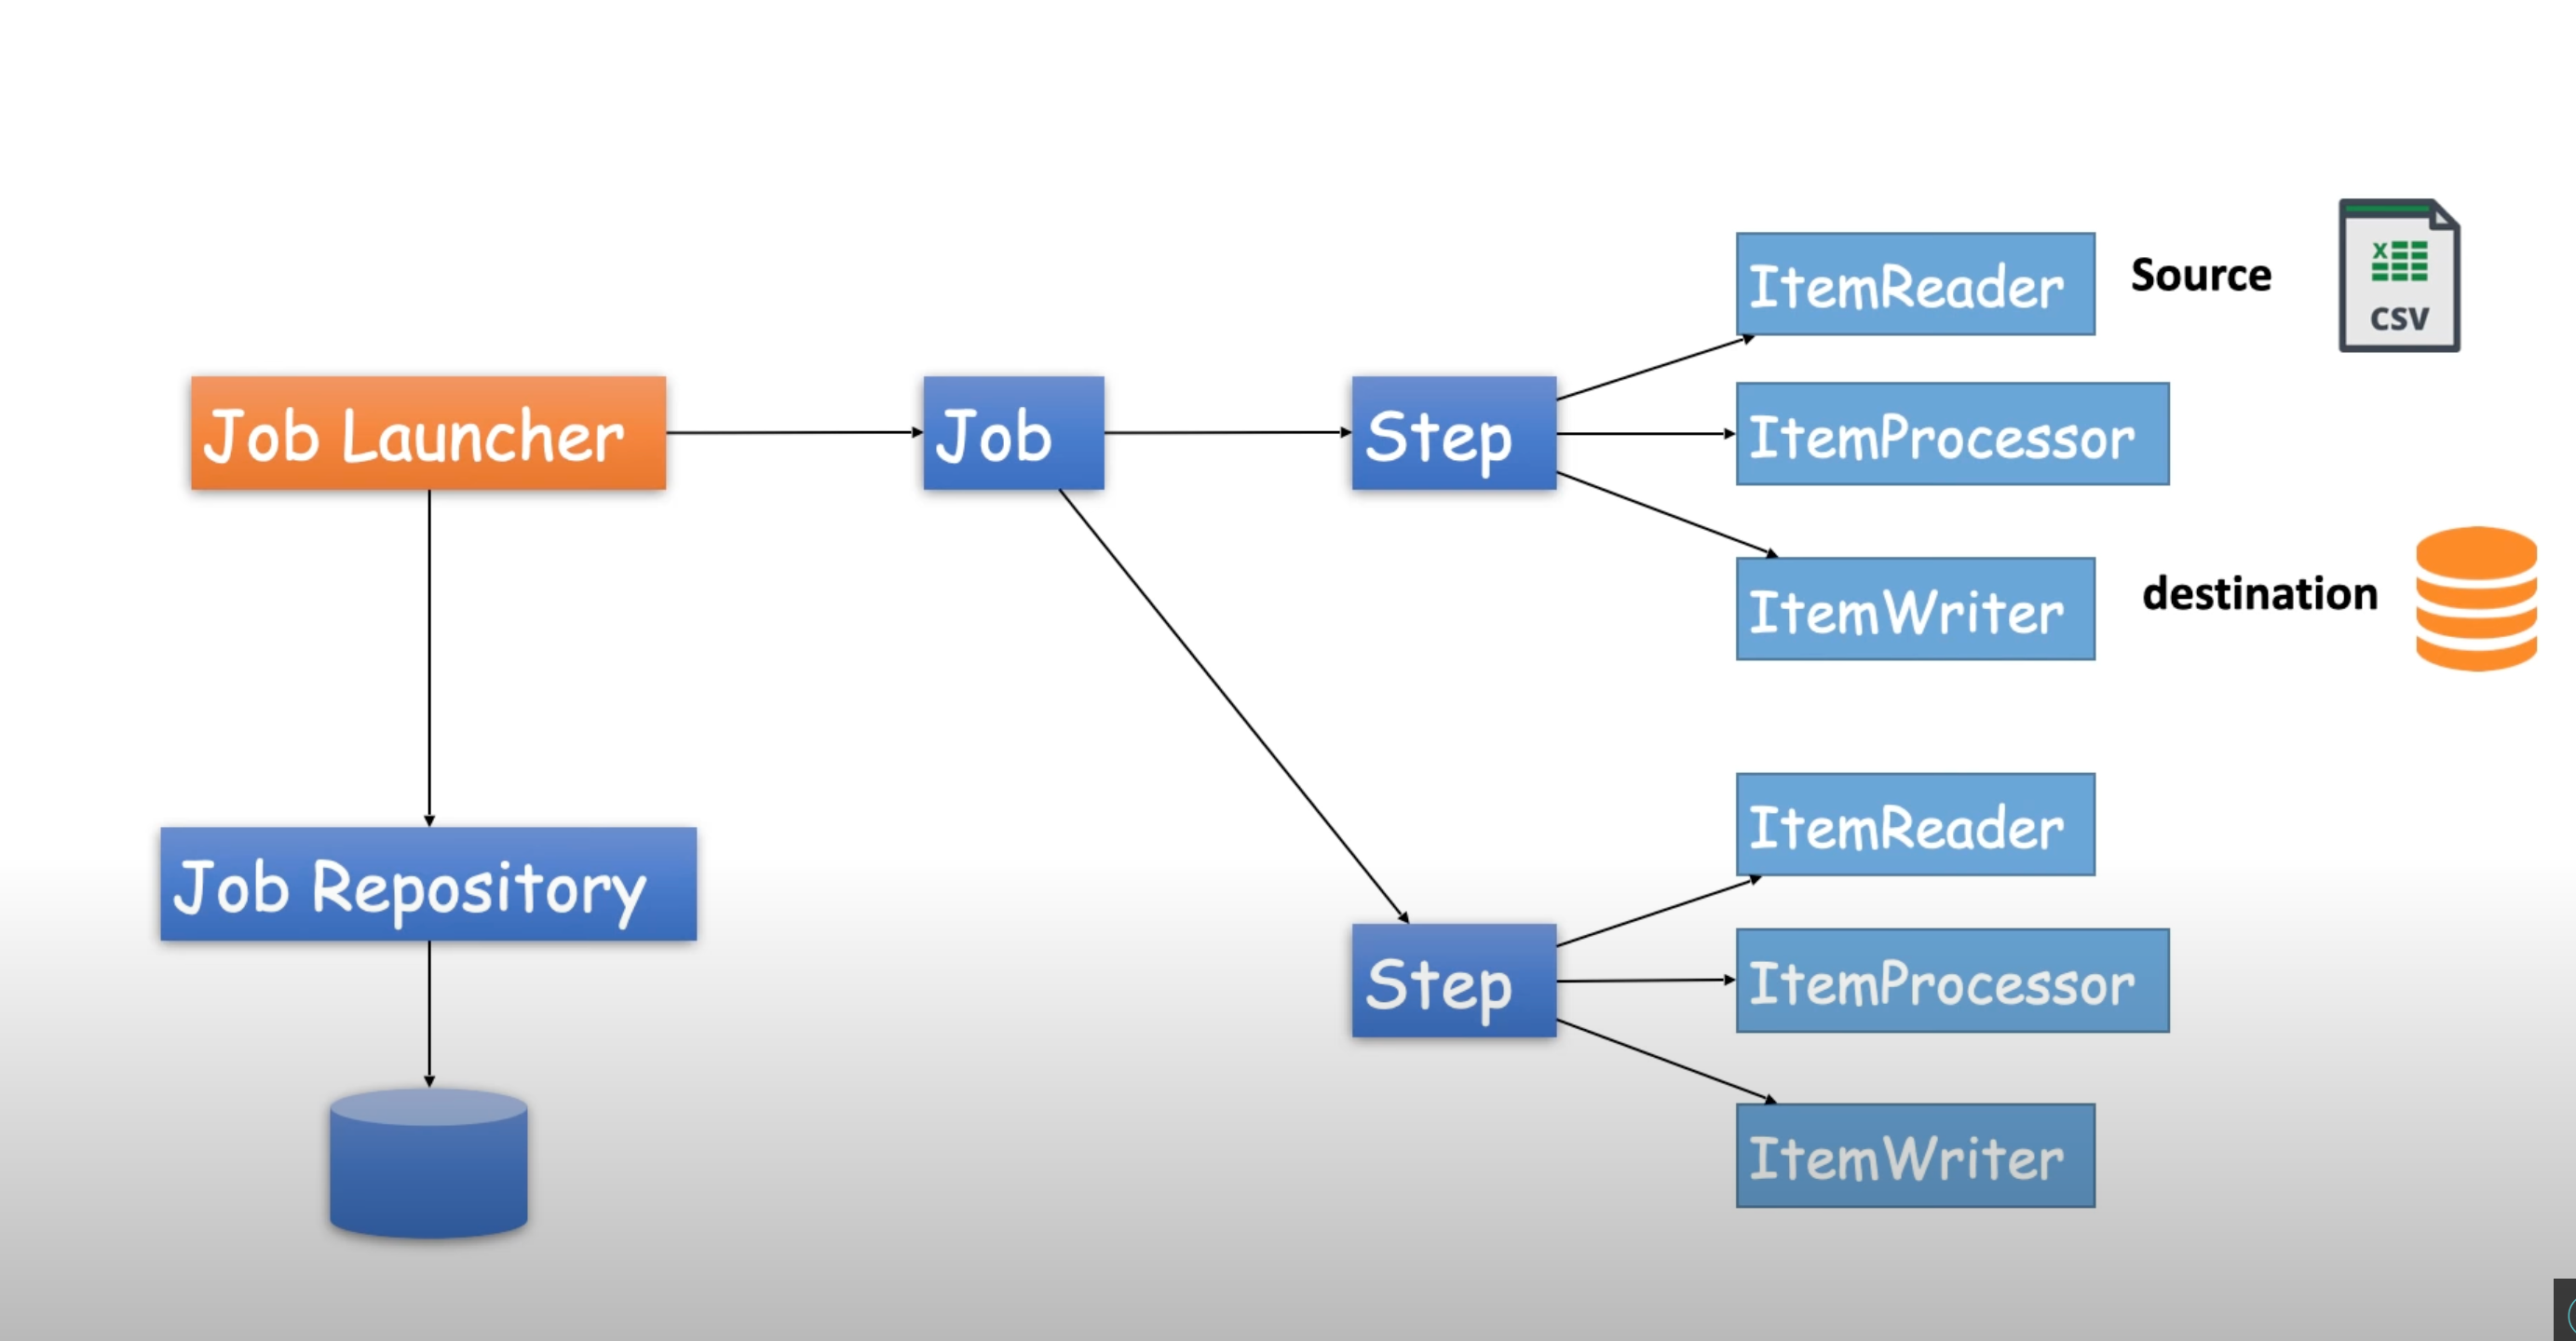 ItemReader
Source
X
CSV
Job Launcher
Job
Step
ItemProcessor
ItemWriter
destination
ItemReader
Job Repository
Step
ItemProcessor
ItemWriter